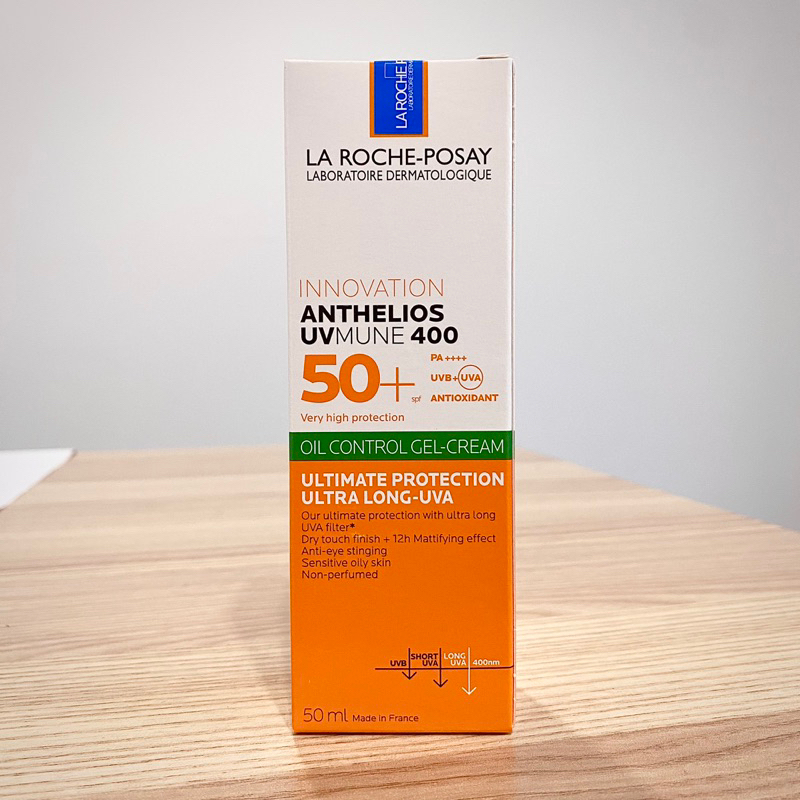 LA ROCHE-P
LABORATOIRE DERM
LA ROCHE-POSAY
LABORATOIRE DERMATOLOGIQUE
INNOVATION
ANTHELIOS
UVMUNE 400
50+ spf
PA ++++
UVB+UVA
ANTIOXIDANT
Very high protection
OIL CONTROL GEL-CREAM
ULTIMATE PROTECTION
ULTRA LONG-UVA
Our ultimate protection with ultra long
UVA filter*
Dry touch finish + 12h Mattifying effect
Anti-eye stinging
Sensitive oily skin
Non-perfumed
UVB SHORT UVA LONG UVA 400nm
50 ml Made in France